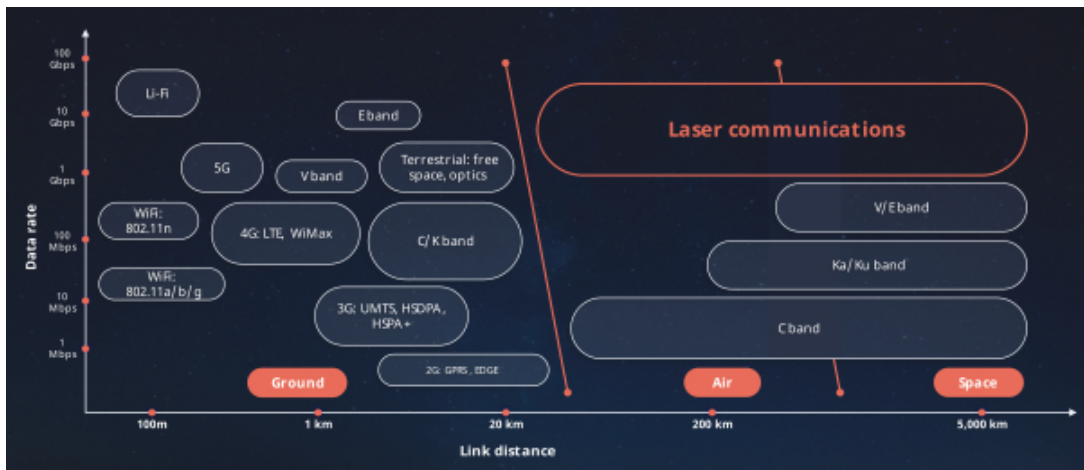 100
Gbps
Li-Fi
10
Gbps
E band
Laser communications
5G
V band
Terrestrial: free
space, optics
1
Gbps
V/E band
WiFi:
802.11n
4G: LTE, WiMax
C/K band
100
Mbps
Ka/Ku band
WiFi:
802.11a/b/g
10
Mbps
3G: UMTS, HSDPA,
HSPA+
C band
1
Mbps
2G: GPRS, EDGE
Data rate
Ground
Air
Space
100m
1 km
20 km
200 km
5,000 km
Link distance